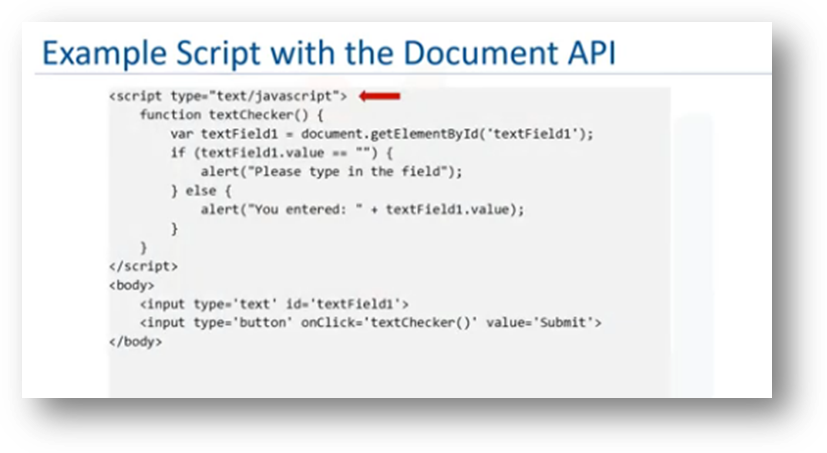 Example Script with the Document API
<script type="text/javascript">
function textChecker() {
var textField1 = document.getElementById('textField1');
if (textField1.value == "") {
alert("Please type in the field");
} else {
alert("You entered: " + textField1.value);
}
}
</script>
<body>
<input type='text' id='textField1'>
<input type='button' onClick='textChecker()' value='Submit'>
</body>